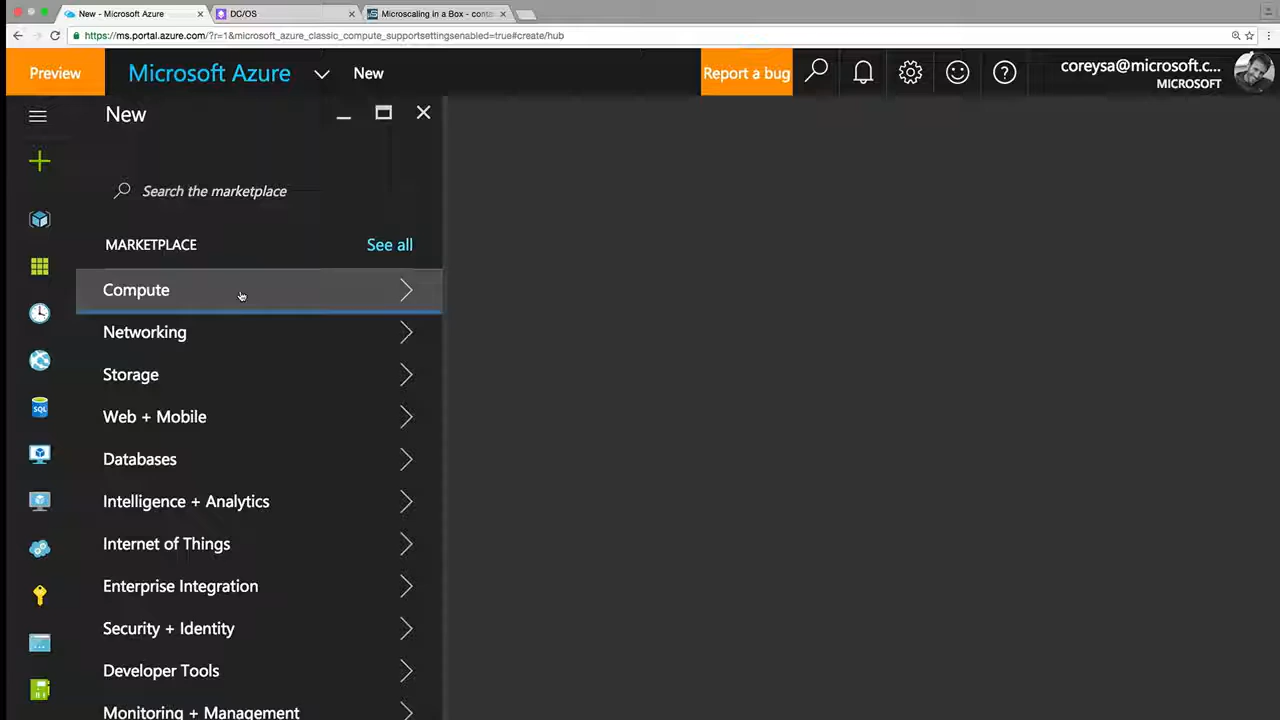 New - Microsoft Azure
DC/OS
Microscaling in a Box - cont
https://ms.portal.azure.com/?r=1&microsoft_azure_classic_compute_supportsettingsenabled=true#create/hub
Preview
Microsoft Azure
New
Report a bug
coreysa@microsoft.c...
MICROSOFT
New
Search the marketplace
MARKETPLACE
See all
Compute
Networking
Storage
Web + Mobile
Databases
Intelligence + Analytics
Internet of Things
Enterprise Integration
Security + Identity
Developer Tools
Monitoring + Management
SQL